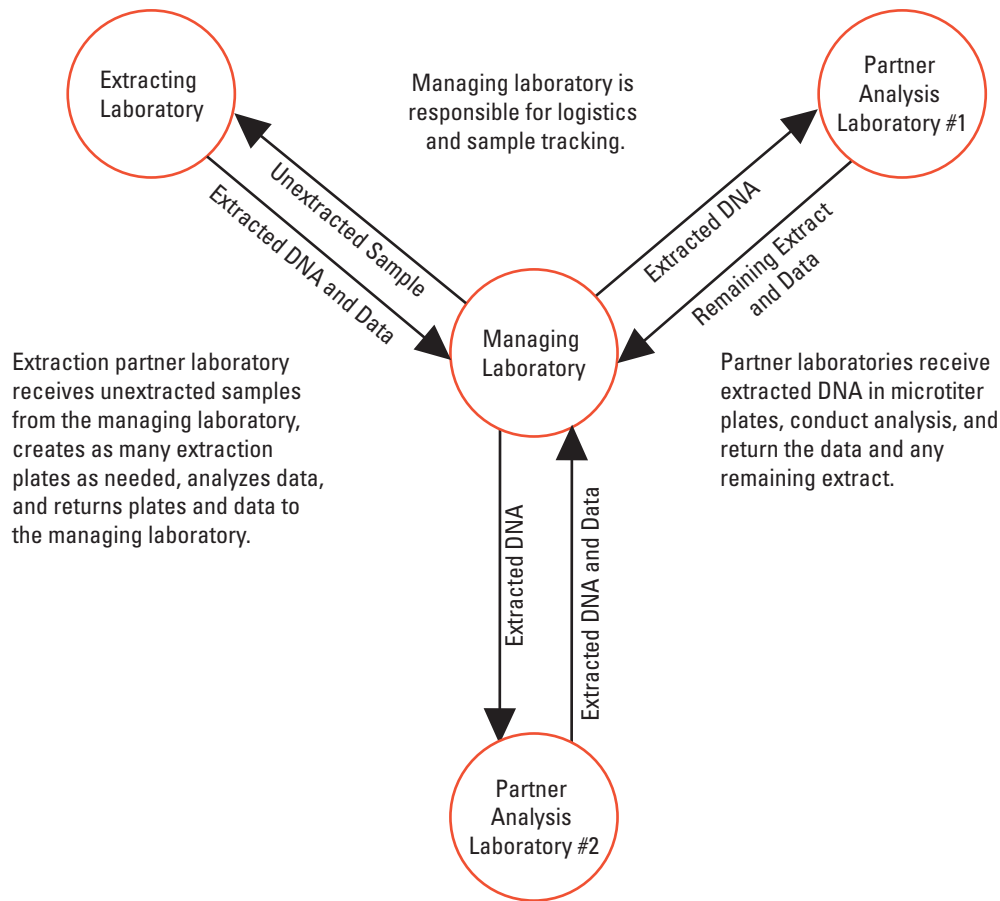 Extracting
Laboratory
Managing laboratory is
responsible for logistics
and sample tracking.
Partner
Analysis
Laboratory #1
Unextracted Sample
Extracted DNA and Data
Extracted DNA
Remaining Extract
and Data
Managing
Laboratory
Extraction partner laboratory
receives unextracted samples
from the managing laboratory,
creates as many extraction
plates as needed, analyzes data,
and returns plates and data to
the managing laboratory.
Partner laboratories receive
extracted DNA in microtiter
plates, conduct analysis, and
return the data and any
remaining extract.
Extracted DNA
Extracted DNA and Data
Partner
Analysis
Laboratory #2